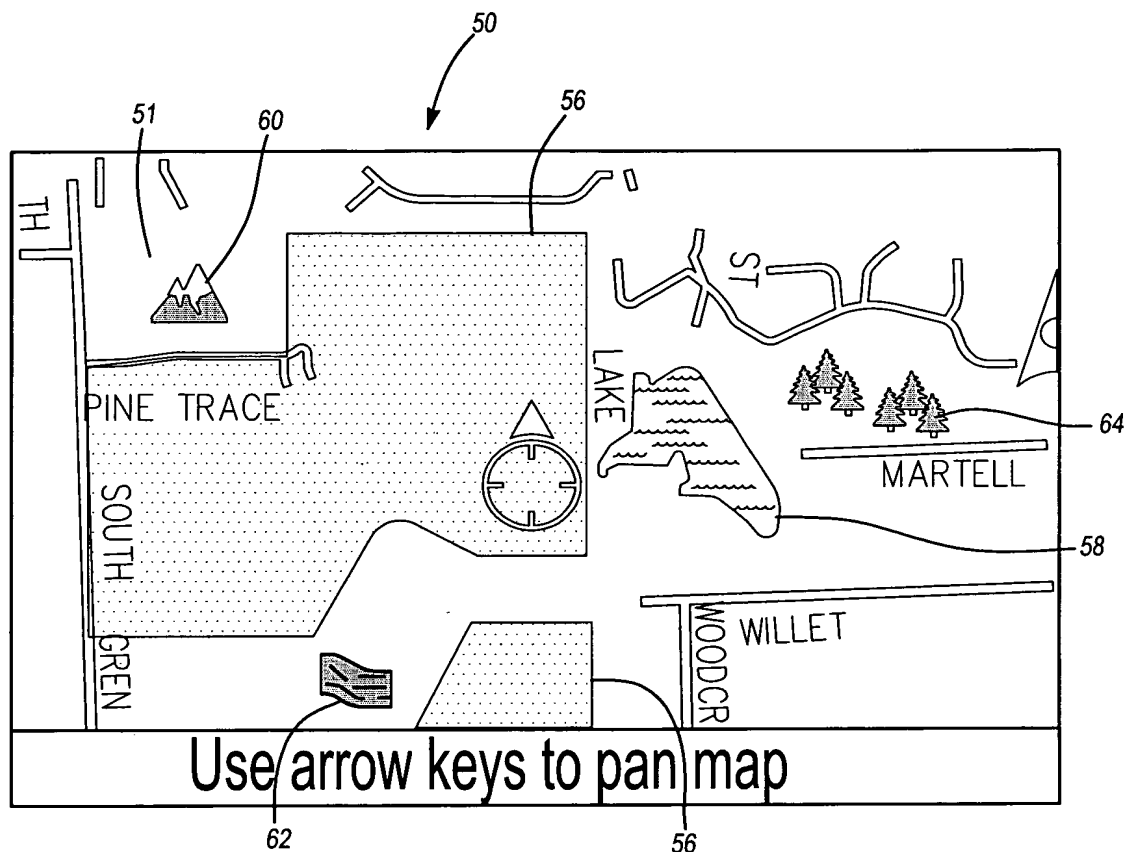 50
51
60
56
TH
ST
LAKE
PINE TRACE
64
MARTELL
SOUTH
58
GREN
WOODCR
WILLET
Use arrow keys to pan map
62
56